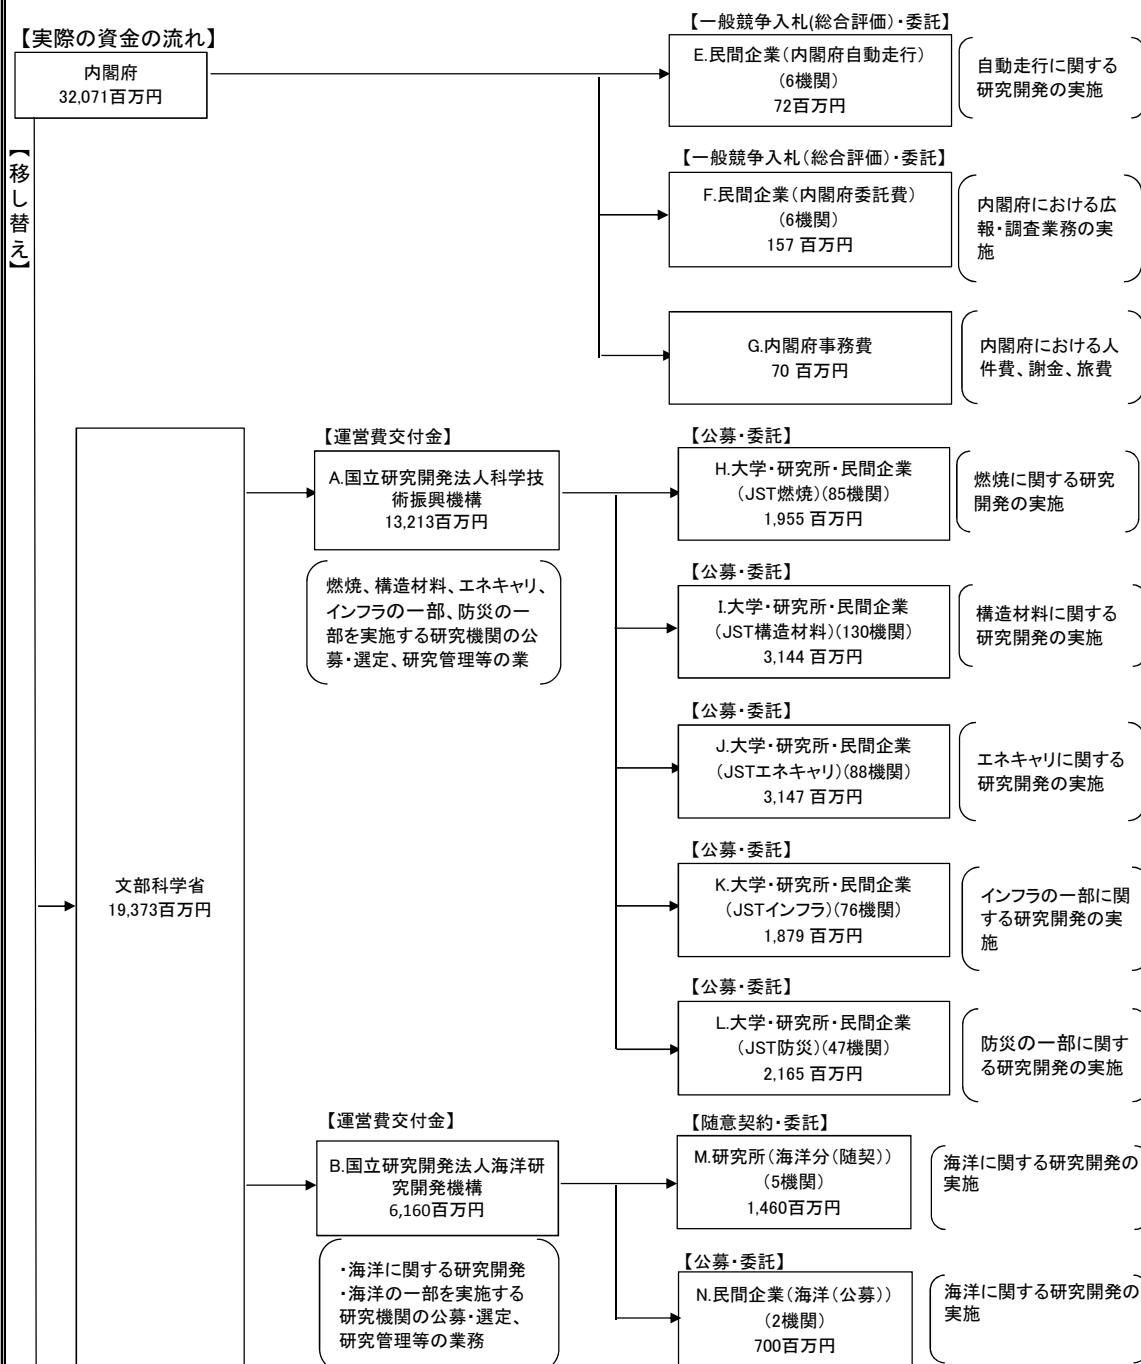 【実際の資金の流れ】
内閣府
32,071百万円
【移し替え】
【一般競争入札(総合評価)・委託】
E.民間企業(内閣府自動走行)
(6機関)
72百万円
自動走行に関する
研究開発の実施
【一般競争入札(総合評価)・委託】
F.民間企業(内閣府委託費)
(6機関)
157 百万円
内閣府における広
報・調査業務の実
施
G.内閣府事務費
70 百万円
内閣府における人
件費、謝金、旅費
文部科学省
19,373百万円
【運営費交付金】
A.国立研究開発法人科学技
術振興機構
13,213百万円
燃焼、構造材料、エネキャリ、
インフラの一部、防災の一
部を実施する研究機関の公
募・選定、研究管理等の業
【公募・委託】
H.大学・研究所・民間企業
(JST燃焼)(85機関)
1,955 百万円
燃焼に関する研究
開発の実施
【公募・委託】
I.大学・研究所・民間企業
(JST構造材料)(130機関)
3,144 百万円
構造材料に関する
研究開発の実施
【公募・委託】
J.大学・研究所・民間企業
(JSTエネキャリ)(88機関)
3,147 百万円
エネキャリに関する
研究開発の実施
【公募・委託】
K.大学・研究所・民間企業
(JSTインフラ)(76機関)
1,879 百万円
インフラの一部に関
する研究開発の実
施
【公募・委託】
L.大学・研究所・民間企業
(JST防災)(47機関)
2,165 百万円
防災の一部に関す
る研究開発の実施
【運営費交付金】
B.国立研究開発法人海洋研
究開発機構
6,160百万円
・海洋に関する研究開発
・海洋の一部を実施する
研究機関の公募・選定、
研究管理等の業務
【随意契約・委託】
M.研究所(海洋分(随契))
(5機関)
1,460百万円
海洋に関する研究開発の
実施
【公募・委託】
N.民間企業(海洋(公募))
(2機関)
700百万円
海洋に関する研究開発の
実施